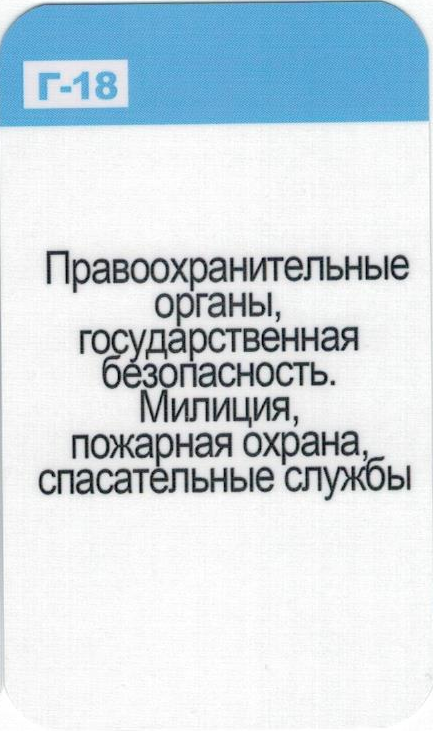 Г-18
Правоохранительные
органы,
государственная
безопасность.
Милиция,
пожарная охрана,
спасательные службы